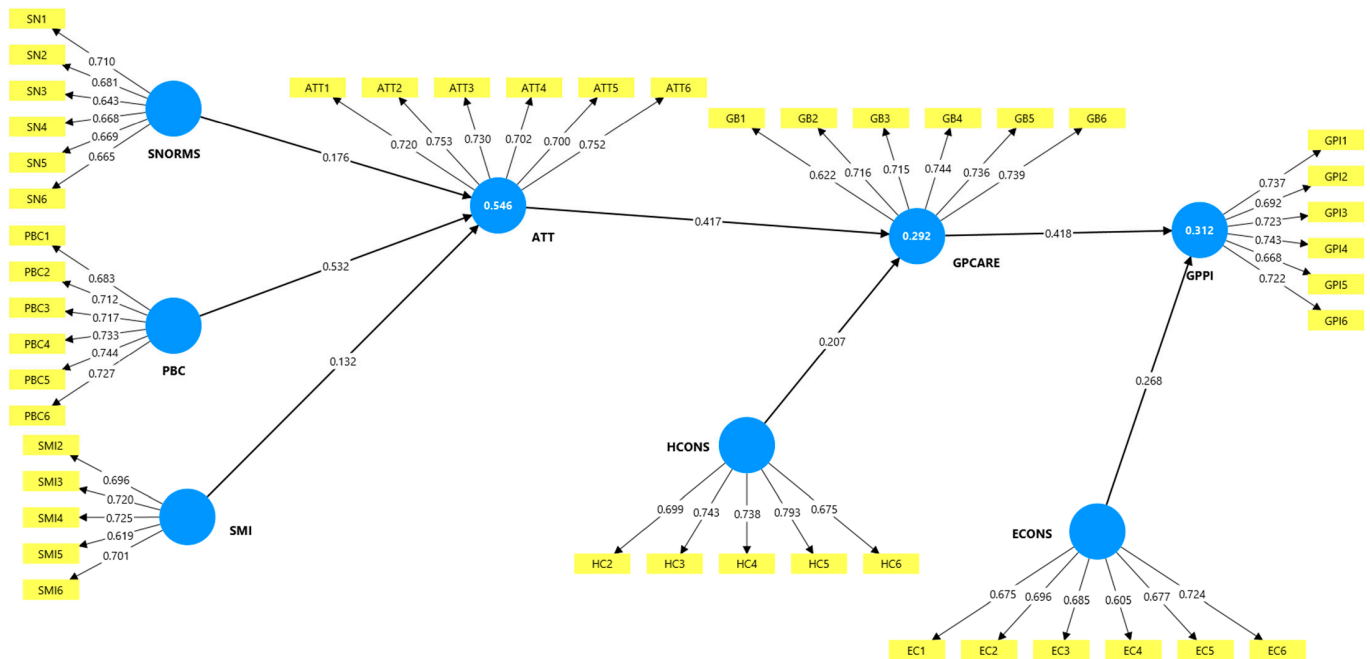 SN1
SN2
SN3
SN4
SN5
SN6
0.710
0.681
0.643
0.668
0.669
0.665
SNORMS
PBC1
PBC2
PBC3
PBC4
PBC5
PBC6
0.683
0.712
0.717
0.733
0.744
0.727
PBC
SMI2
SMI3
SMI4
SMI5
SMI6
0.696
0.720
0.725
0.619
0.701
SMI
0.176
0.532
0.132
ATT1
ATT2
ATT3
ATT4
ATT5
ATT6
0.720
0.753
0.730
0.702
0.700
0.752
0.546
ATT
0.417
GB1
GB2
GB3
GB4
GB5
GB6
0.622
0.716
0.715
0.744
0.736
0.739
0.292
GPCARE
0.207
HCONS
0.699
0.743
0.738
0.793
0.675
HC2
HC3
HC4
HC5
HC6
0.418
0.312
GPPI
GPI1
GPI2
GPI3
GPI4
GPI5
GPI6
0.737
0.692
0.723
0.743
0.668
0.722
0.268
ECONS
0.675
0.696
0.685
0.605
0.677
0.724
EC1
EC2
EC3
EC4
EC5
EC6